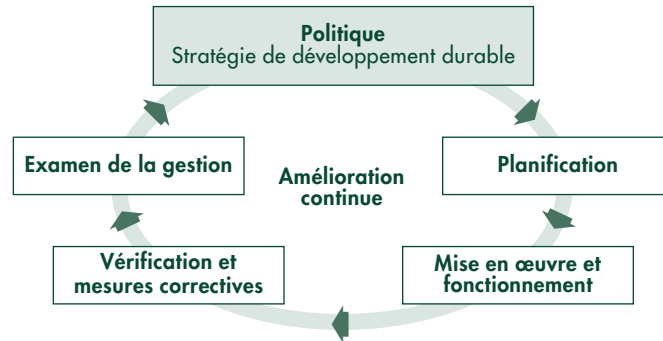 Politique
Stratégie de développement durable
Examen de la gestion
Amélioration
continue
Planification
Vérification et
mesures correctives
Mise en œuvre et
fonctionnement